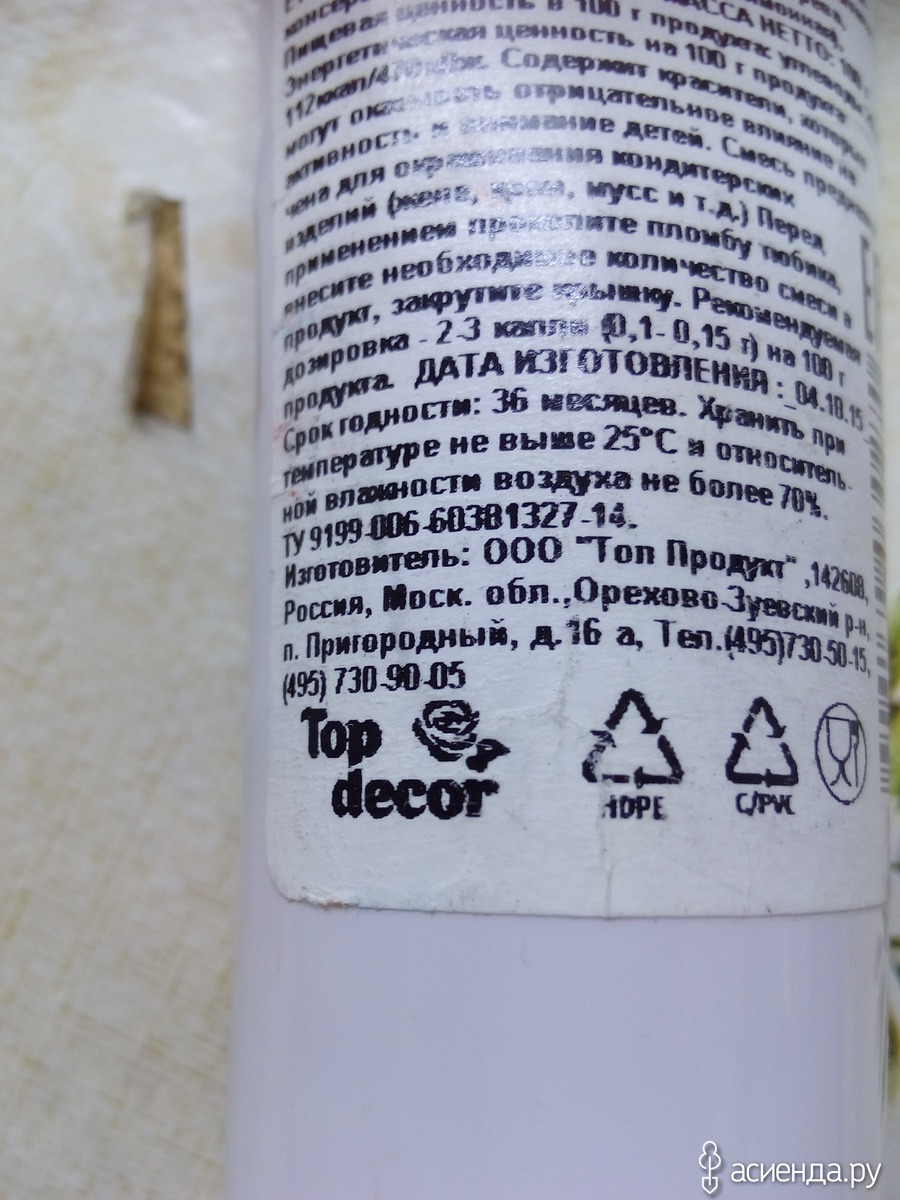 МАССА НЕТТО: 100
Пищевая ценность в 100 г продукта: углеводы
Энергетическая ценность на 100 г продукта
112ккал/470кДж. Содержит красители, которые
могут оказывать отрицательное влияние на
активность и внимание детей. Смесь предназ
чена для окрашивания кондитерских
изделий (желе, крем, мусс и т.д.) Перед
применением проколите пломбу тюбика,
внесите необходимое количество смеси в
продукт, закрутите крышку. Рекомендуемая
дозировка - 2-3 капли (0,1- 0,15 г) на 100 г
продукта. ДАТА ИЗГОТОВЛЕНИЯ : 04.10.15
Срок годности: 36 месяцев. Хранить при
температуре не выше 25°С и относитель-
ной влажности воздуха не более 70%.
ТУ 9199-006-60381327-14.
Изготовитель: ООО "Топ Продукт" ,142608,
Россия, Моск. обл.,Орехово-Зуевский р-н,
п. Пригородный, д.16 а, Тел.(495)730-50-15,
(495) 730-90-05
Top
decor
HDPE C/PVC
асиенда.ру